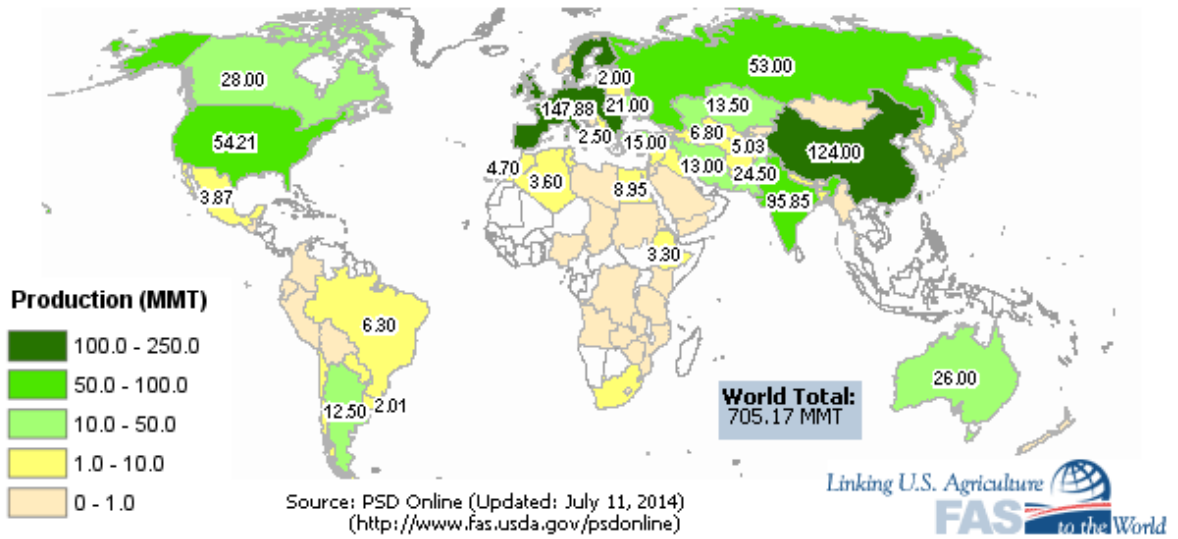 28.00
53.00
2.00
147.88
21.00
13.50
54.21
2.50
15.00
6.80
5.03
124.00
4.70
3.60
13.00
24.50
3.87
8.95
95.85
3.30
Production (MMT)
100.0 - 250.0
50.0 - 100.0
10.0 - 50.0
1.0 - 10.0
0 - 1.0
6.30
12.50
2.01
26.00
World Total:
705.17 MMT
Source: PSD Online (Updated: July 11, 2014)
(http://www.fas.usda.gov/psdonline)
Linking U.S. Agriculture
FAS to the World